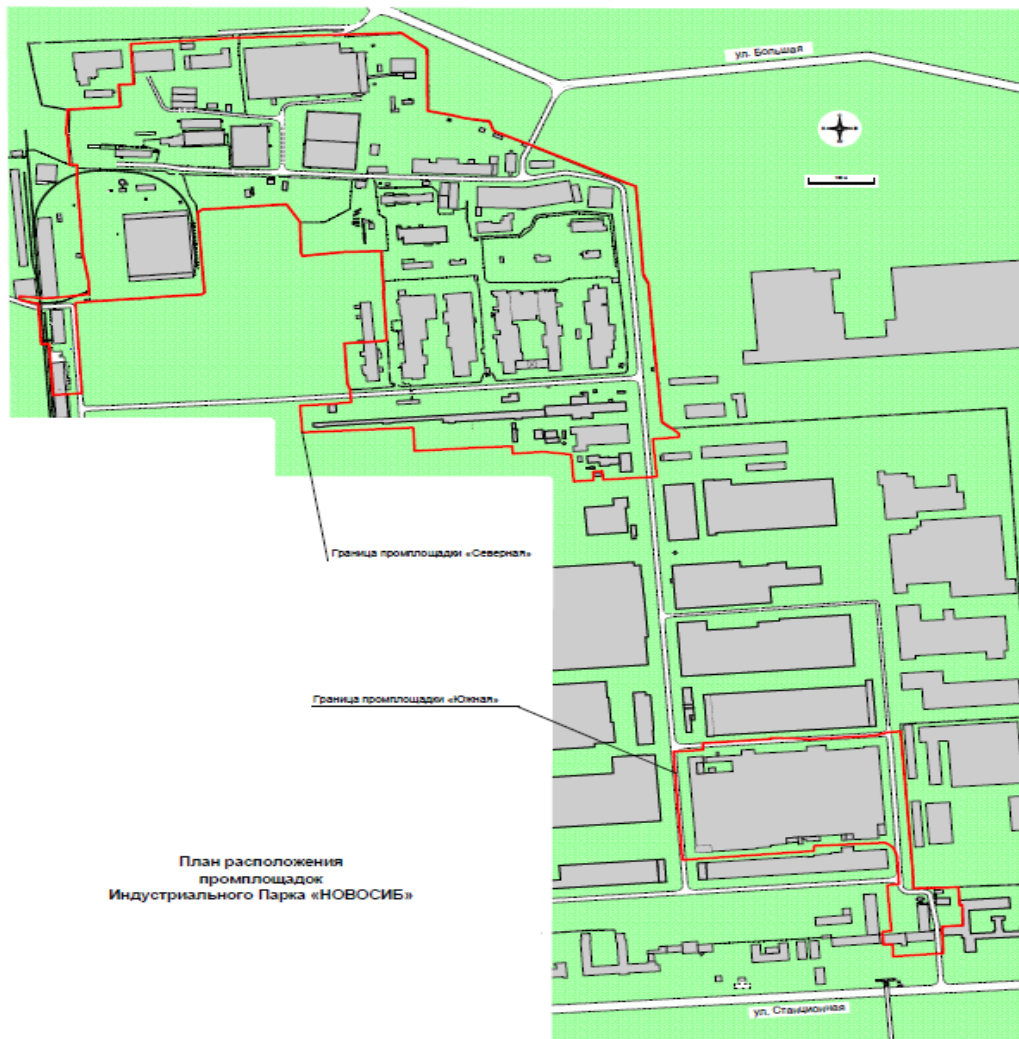 ул. Большая
Граница промплощадки «Северная»
Граница промплощадки «Южная»
План расположения
промплощадок
Индустриального Парка «НОВОСИБ»
ул. Станционная